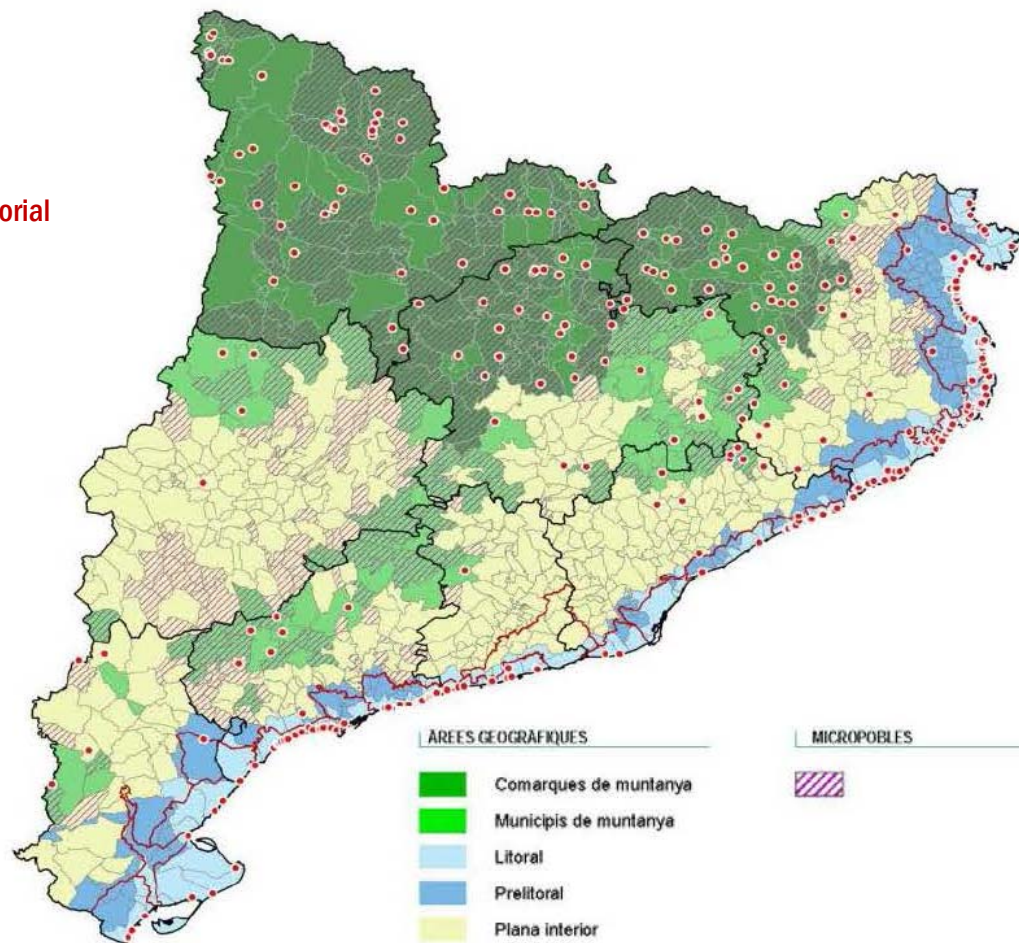 orial
ÀREES GEOGRÀFIQUES
Comarques de muntanya
Municipis de muntanya
Litoral
Prelitoral
Plana interior
MICROPOBLES